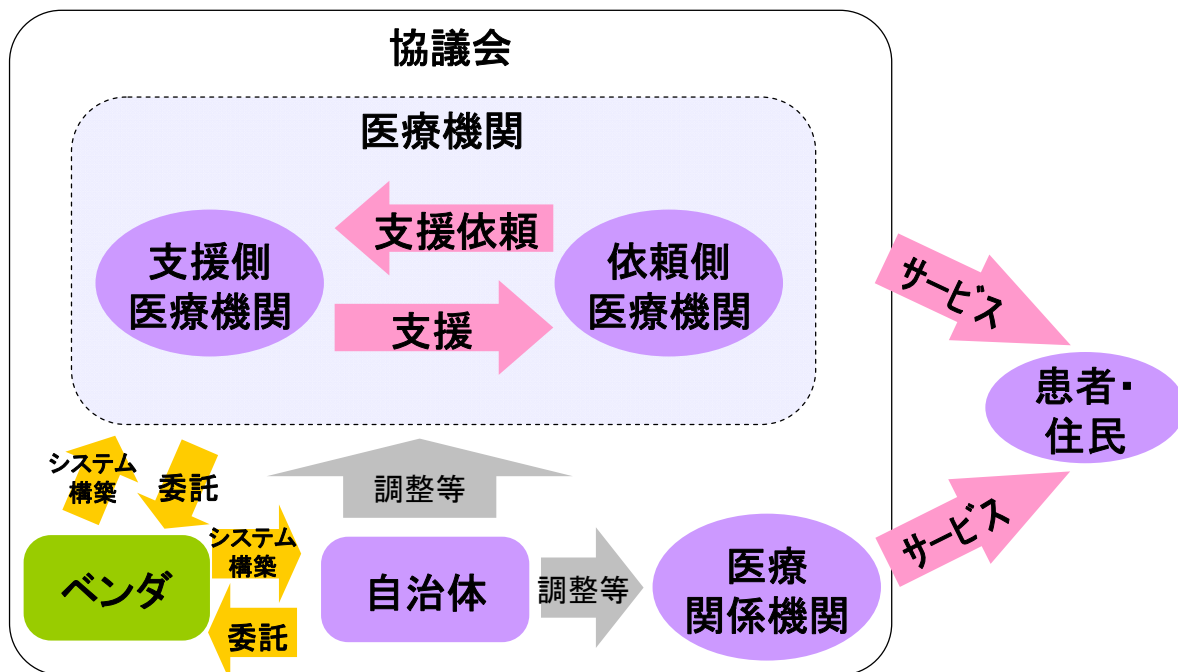 協議会
医療機関
支援依頼
支援側
医療機関
依頼側
医療機関
支援
サービス
患者・
住民
システム
構築
委託
調整等
サービス
システム
構築
ベンダ
自治体
調整等
医療
関係機関
委託